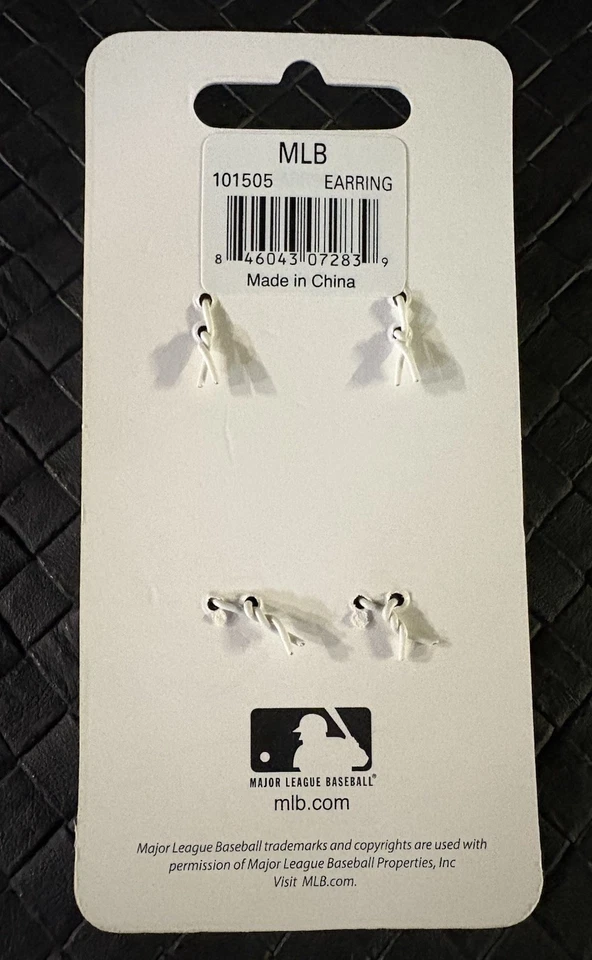 MLB
101505 EARRING
8 46043 07283 9
Made in China
MAJOR LEAGUE BASEBALL®
mlb.com
Major League Baseball trademarks and copyrights are used with
permission of Major League Baseball Properties, Inc
Visit MLB.com.